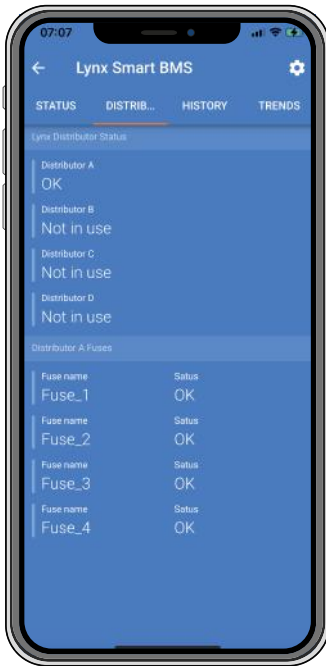 07:07
Lynx Smart BMS
STATUS DISTRIB... HISTORY TRENDS
Lynx Distributor Status
Distributor A
OK
Distributor B
Not in use
Distributor C
Not in use
Distributor D
Not in use
Distributor A Fuses
Fuse name Satus
Fuse_1 OK
Fuse name Satus
Fuse_2 OK
Fuse name Satus
Fuse_3 OK
Fuse name Satus
Fuse_4 OK